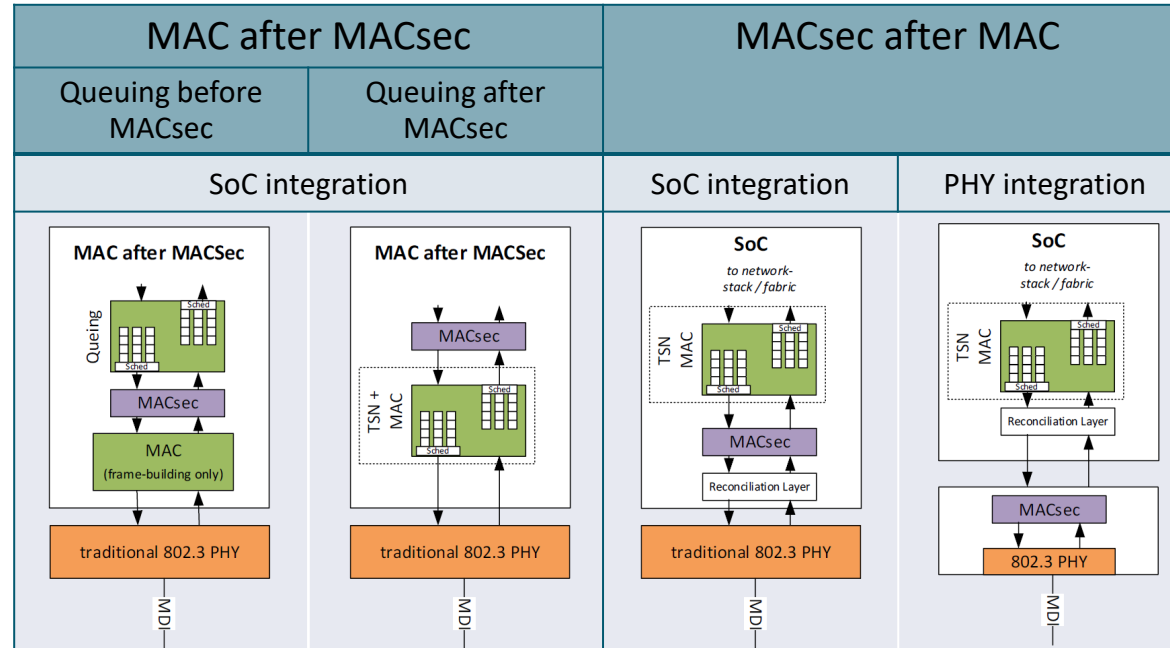 MAC after MACsec
MACsec after MAC
Queuing before
MACsec
Queuing after
MACsec
SoC integration
SoC integration
PHY integration
MAC after MACSec
Queing
Sched
Sched
MACsec
MAC
(frame-building only)
traditional 802.3 PHY
MDI
MAC after MACSec
MACsec
TSN +
MAC
Sched
Sched
traditional 802.3 PHY
MDI
SoC
to network-
stack / fabric
TSN
MAC
Sched
Sched
MACsec
Reconciliation Layer
traditional 802.3 PHY
MDI
SoC
to network-
stack / fabric
TSN
MAC
Sched
Sched
Reconciliation Layer
MACsec
802.3 PHY
MDI